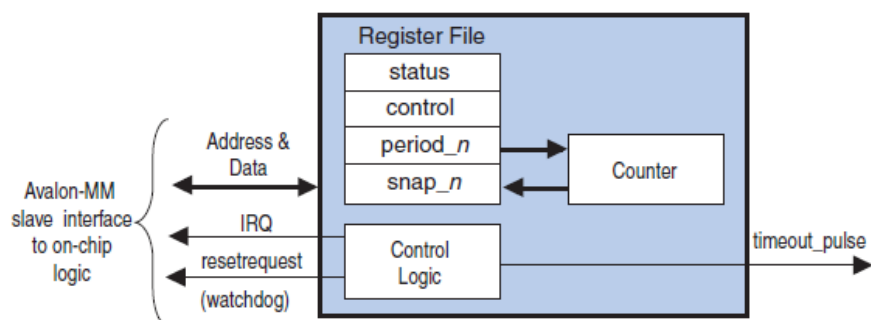 Register File
status
control
period_n
snap_n
Counter
Address &
Data
Avalon-MM
slave interface
to on-chip
logic
IRQ
resetrequest
(watchdog)
Control
Logic
timeout_pulse